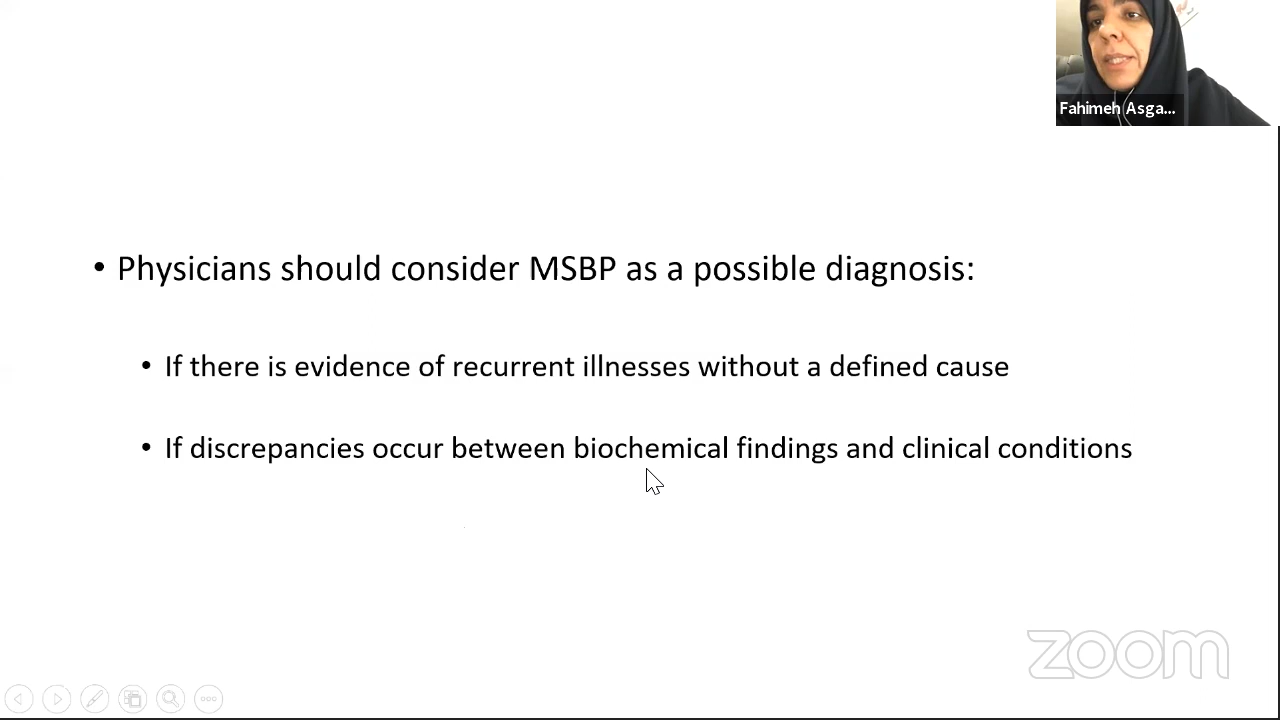 Fahimeh Asga...
• Physicians should consider MSBP as a possible diagnosis:
• If there is evidence of recurrent illnesses without a defined cause
• If discrepancies occur between biochemical findings and clinical conditions
zoom